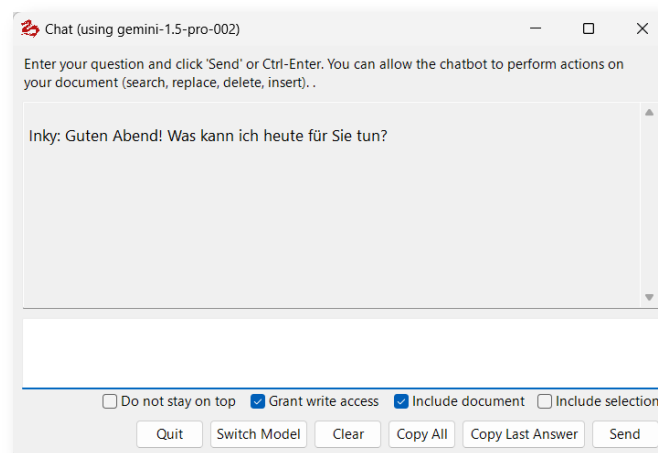 Chat (using gemini-1.5-pro-002)
Enter your question and click 'Send' or Ctrl-Enter. You can allow the chatbot to perform actions on
your document (search, replace, delete, insert). .
Inky: Guten Abend! Was kann ich heute für Sie tun?
Do not stay on top Grant write access Include document Include selection
Quit Switch Model Clear Copy All Copy Last Answer Send